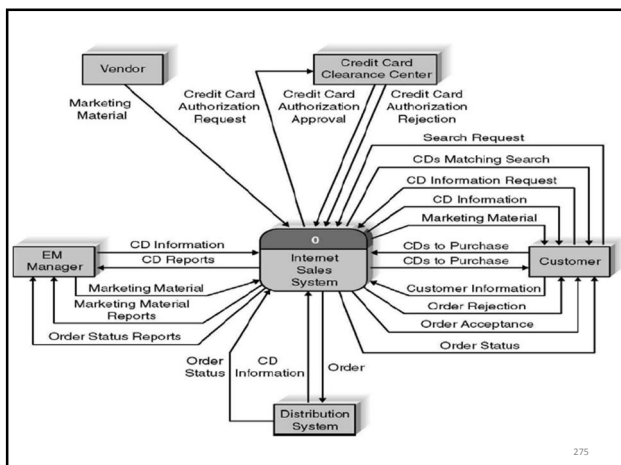 Vendor
Credit Card
Clearance Center
Marketing
Material
Credit Card
Authorization
Request
Credit Card
Authorization
Approval
Credit Card
Authorization
Rejection
Search Request
CDs Matching Search
CD Information Request
CD Information
Marketing Material
0
Internet
Sales
System
EM
Manager
CD Information
CD Reports
Marketing Material
Marketing Material
Reports
Order Status Reports
CDs to Purchase
CDs to Purchase
Customer
Customer Information
Order Rejection
Order Acceptance
Order Status
Order
Status
CD
Information
Order
Distribution
System
275